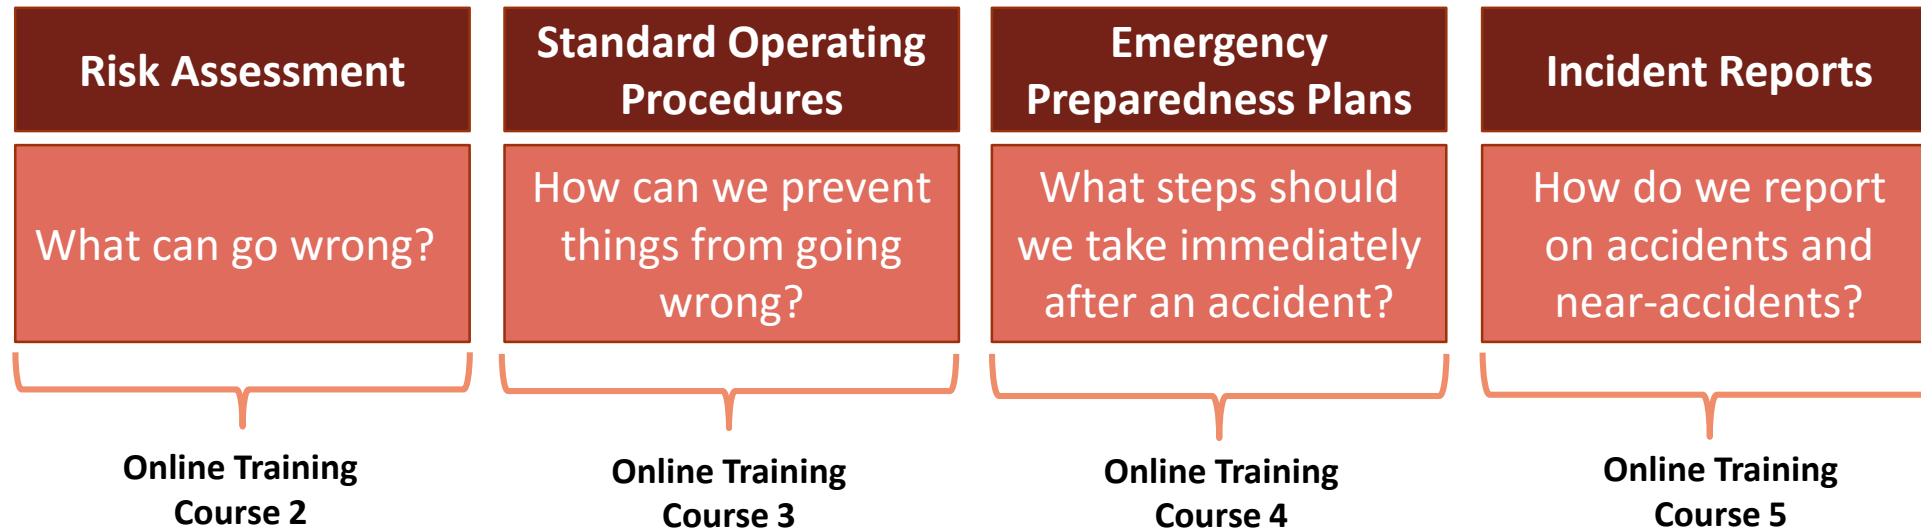 Risk Assessment
What can go wrong?
Online Training
Course 2
Standard Operating
Procedures
How can we prevent
things from going
wrong?
Online Training
Course 3
Emergency
Preparedness Plans
What steps should
we take immediately
after an accident?
Online Training
Course 4
Incident Reports
How do we report
on accidents and
near-accidents?
Online Training
Course 5